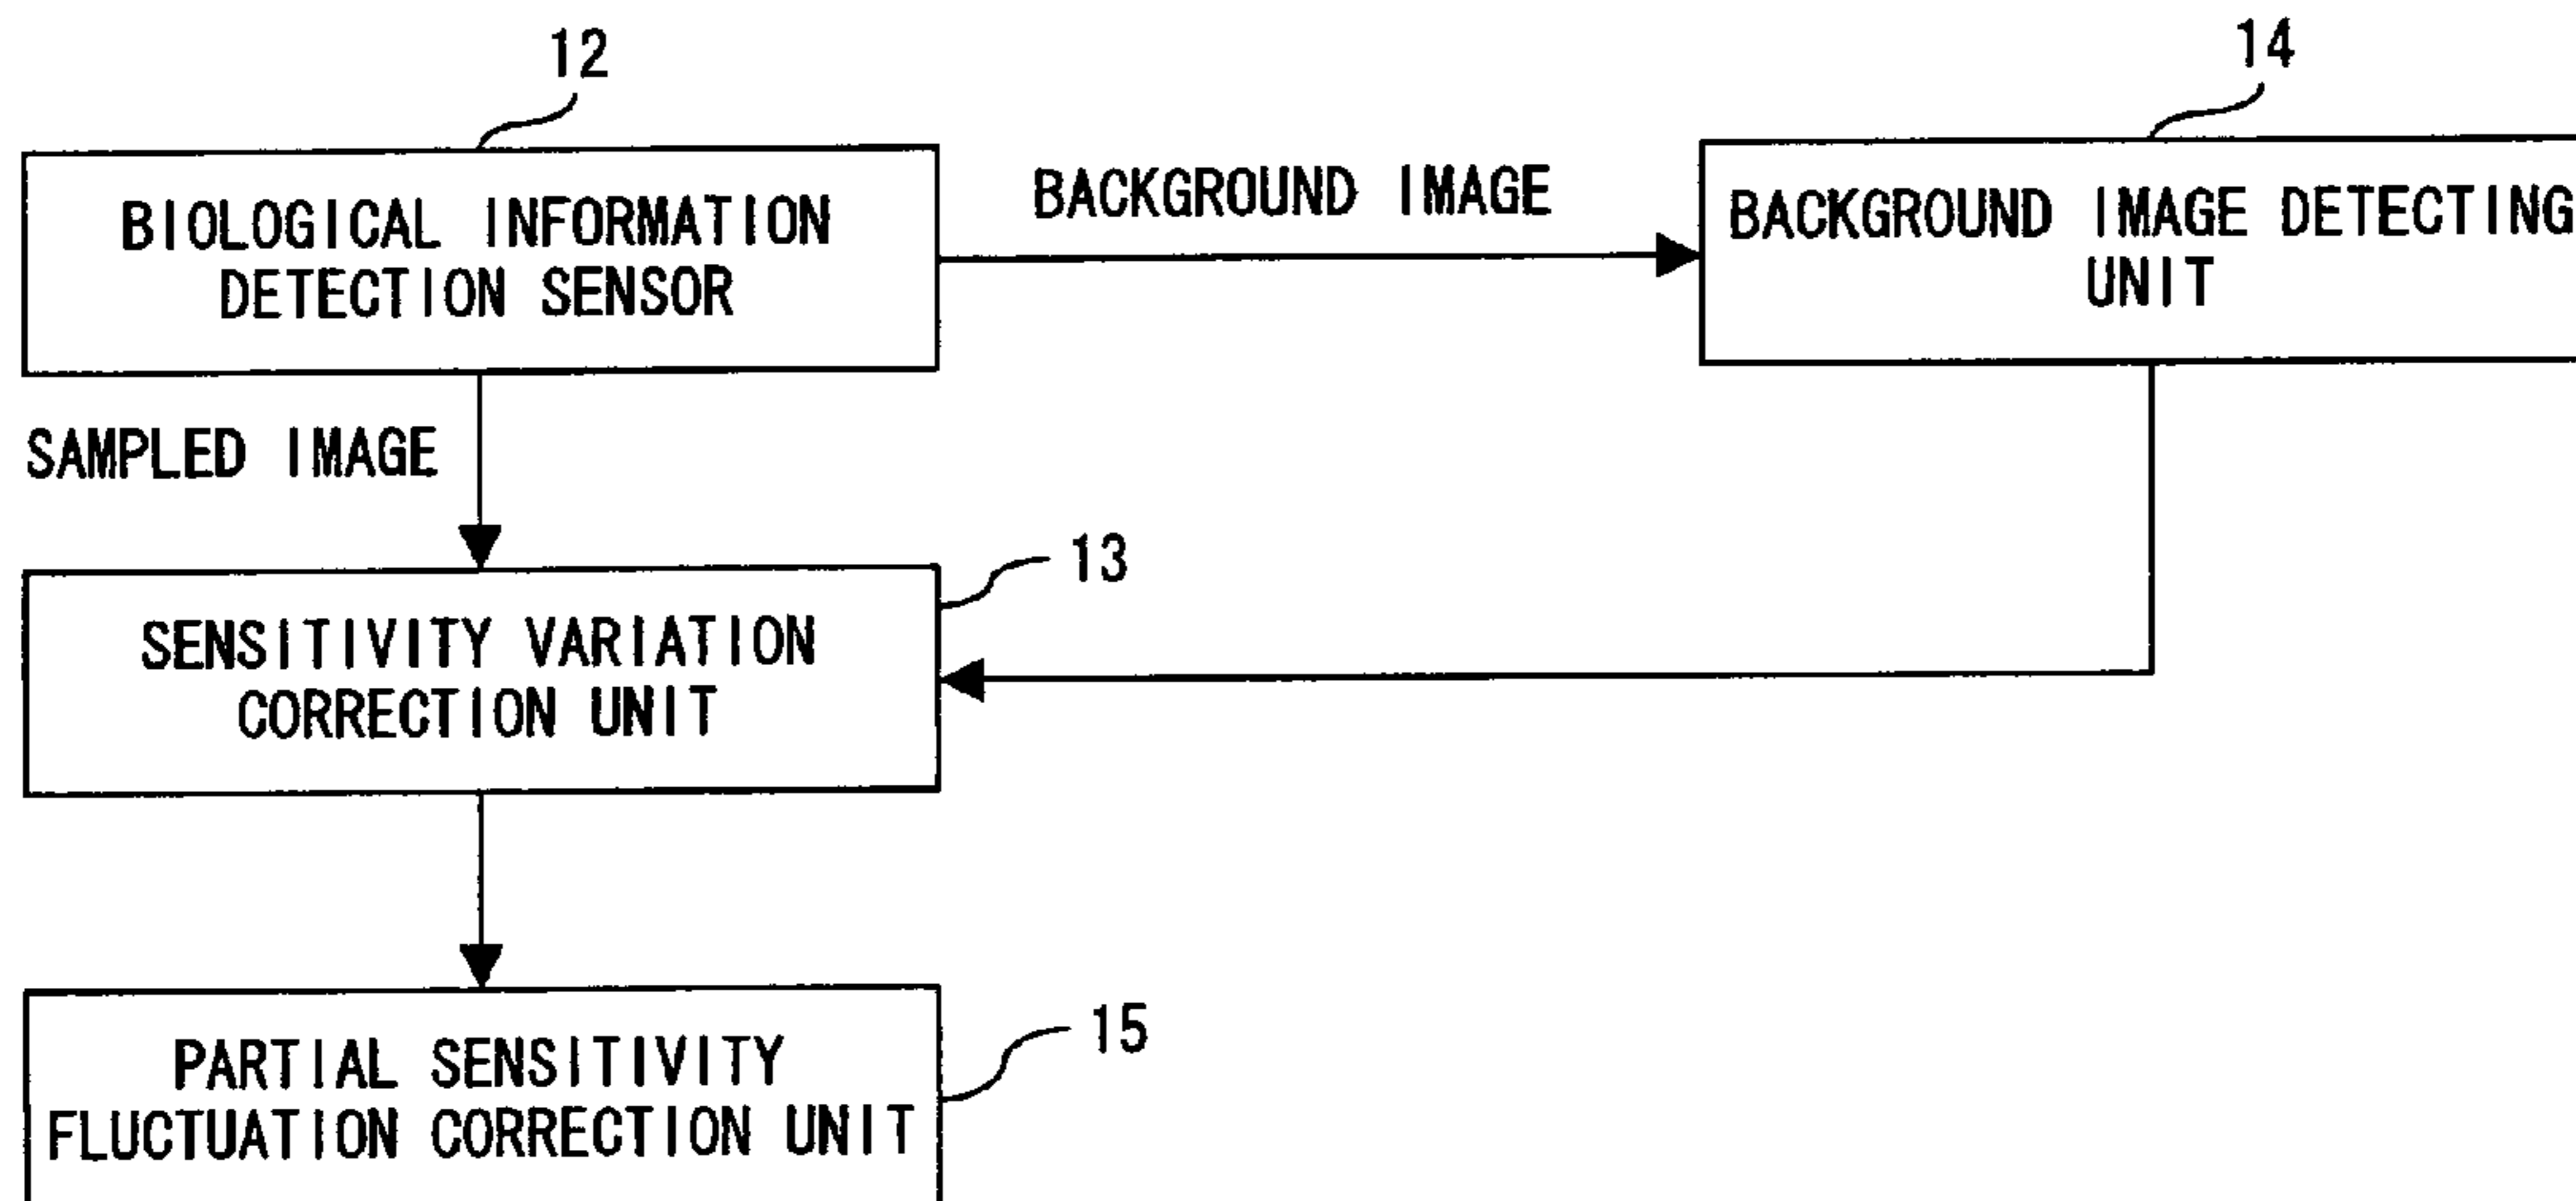 12
14
BIOLOGICAL INFORMATION
DETECTION SENSOR
BACKGROUND IMAGE
BACKGROUND IMAGE DETECTING
UNIT
SAMPLED IMAGE
13
SENSITIVITY VARIATION
CORRECTION UNIT
15
PARTIAL SENSITIVITY
FLUCTUATION CORRECTION UNIT